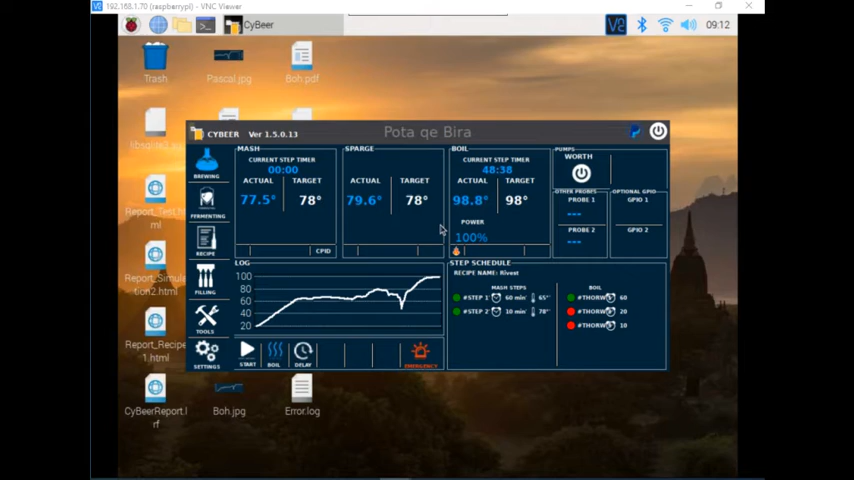 192.168.1.70 (raspberrypi) - VNC Viewer
CyBeer
09:12
Trash
Pascal.jpg
Boh.pdf
libsqlite3
Report_Test.html
Report_Simula
tion2.html
Report_Recipe
1.html
CyBeerReport.l
rf
Boh.jpg
Error.log
CYBEER Ver 1.5.0.13
Pota qe Bira
BREWING
FERMENTING
RECIPE
FILLING
TOOLS
SETTINGS
MASH
CURRENT STEP TIMER
00:00
ACTUAL TARGET
77.5° 78°
CPID
SPARGE
ACTUAL TARGET
79.6° 78°
BOIL
CURRENT STEP TIMER
48:38
ACTUAL TARGET
98.8° 98°
POWER
100%
PUMPS
WORTH
OTHER PROBES
PROBE 1
---
PROBE 2
---
OPTIONAL GPIO
GPIO 1
GPIO 2
LOG
100
80
60
40
20
START
BOIL
DELAY
EMERGENCY
STEP SCHEDULE
RECIPE NAME: Rivest
MASH STEPS
#STEP 1' 60 min' 65°'
#STEP 2' 10 min' 78°'
BOIL
#THORW 60
#THORW 20
#THORW 10